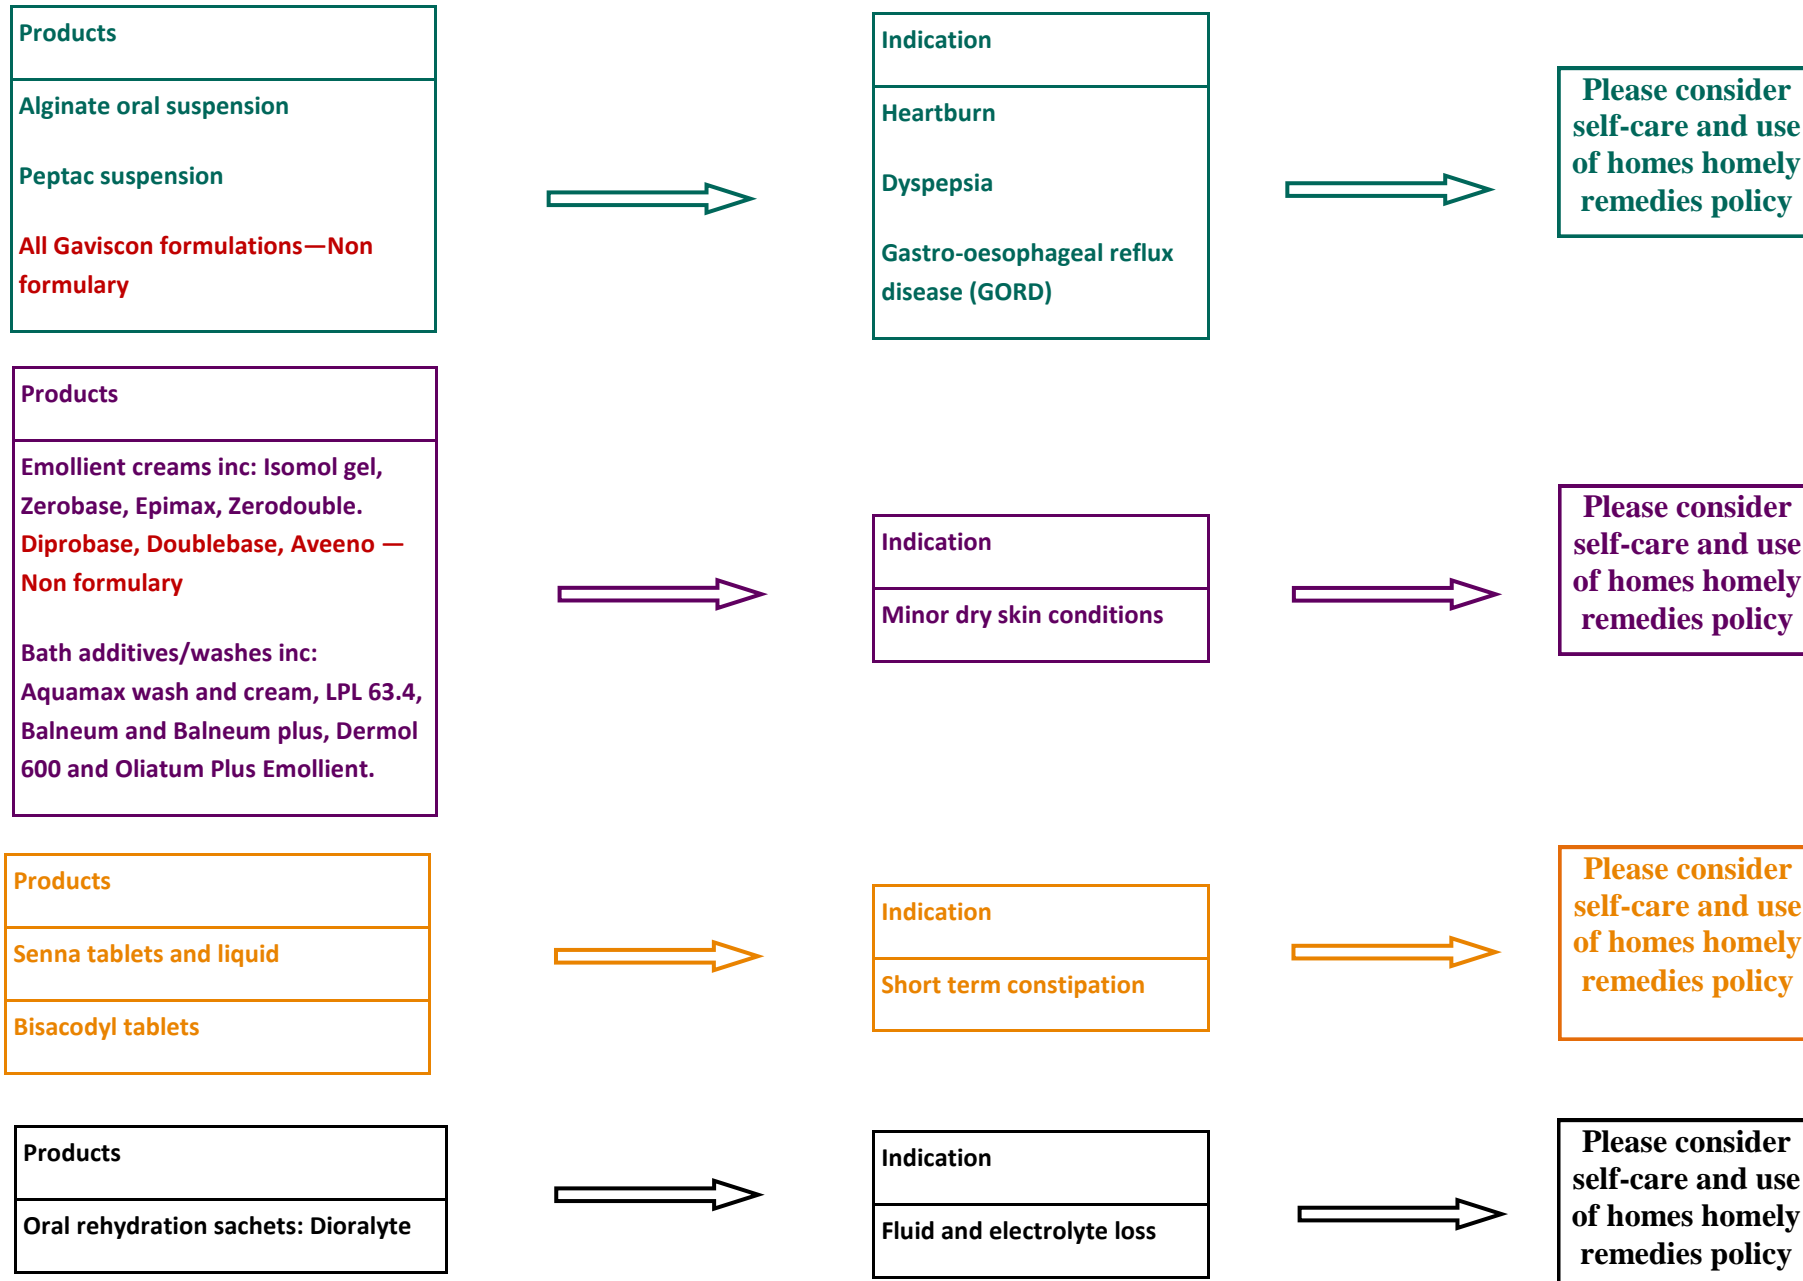 Products
Alginate oral suspension
Peptac suspension
All Gaviscon formulations—Non
formulary
Indication
Heartburn
Dyspepsia
Gastro-oesophageal reflux
disease (GORD)
Please consider
self-care and use
of homes homely
remedies policy
Products
Emollient creams inc: Isomol gel,
Zerobase, Epimax, Zerodouble.
Diprobase, Doublebase, Aveeno —
Non formulary
Bath additives/washes inc:
Aquamax wash and cream, LPL 63.4,
Balneum and Balneum plus, Dermol
600 and Oliatum Plus Emollient.
Indication
Minor dry skin conditions
Please consider
self-care and use
of homes homely
remedies policy
Products
Senna tablets and liquid
Bisacodyl tablets
Indication
Short term constipation
Please consider
self-care and use
of homes homely
remedies policy
Products
Oral rehydration sachets: Dioralyte
Indication
Fluid and electrolyte loss
Please consider
self-care and use
of homes homely
remedies policy